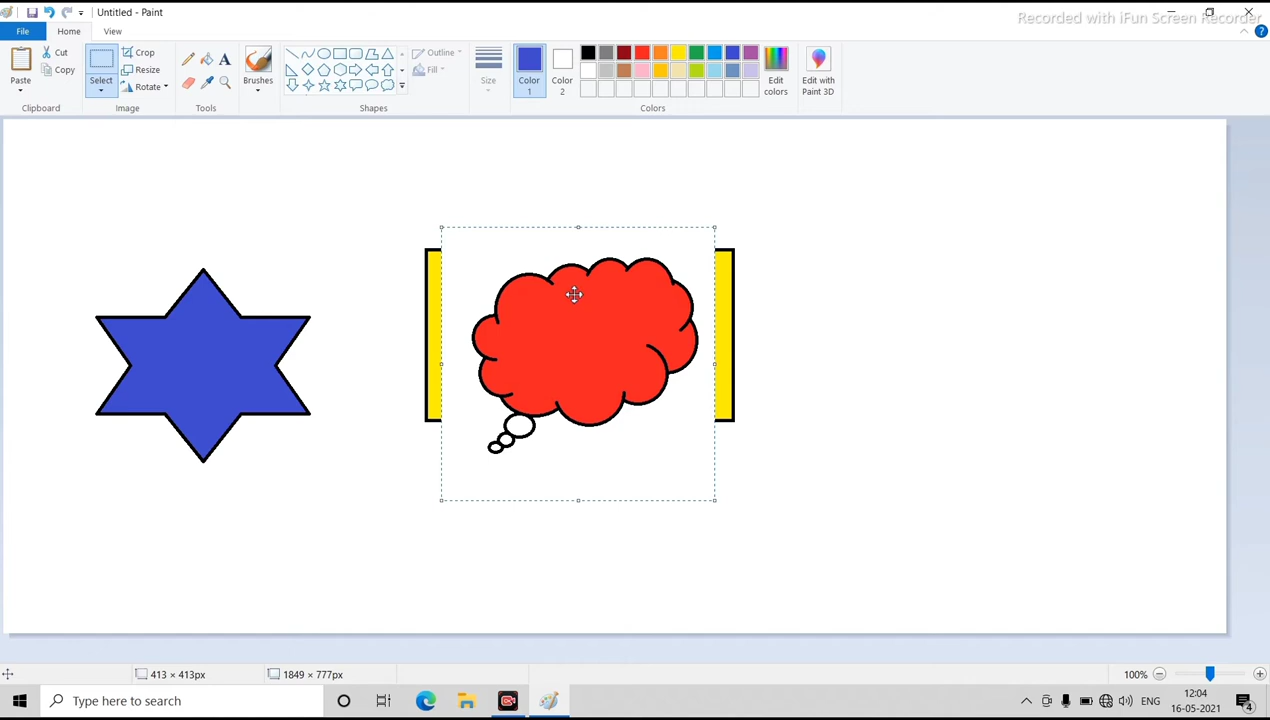 Untitled - Paint
Recorded with iFun Screen Recorder
File
Home
View
Paste
Cut
Copy
Clipboard
Select
Crop
Resize
Rotate
Image
A
Tools
Brushes
Outline
Fill
Shapes
Size
Color
1
Color
2
Edit
colors
Colors
Edit with
Paint 3D
413 × 413px
1849 × 777px
100%
Type here to search
ENG
12:04
16-05-2021
4